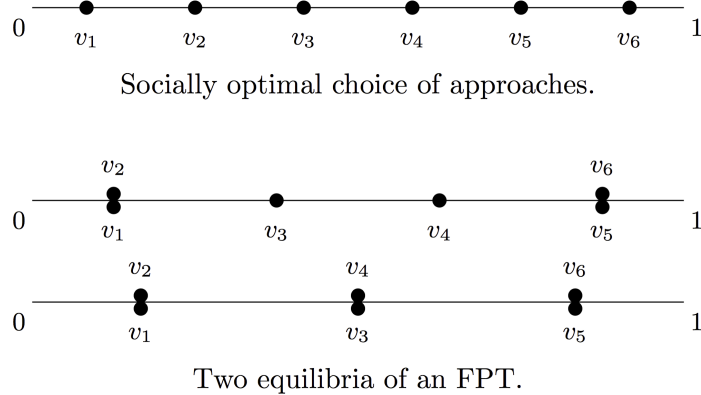 0 1
v1 v2 v3 v4 v5 v6
Socially optimal choice of approaches.
v2 v6
0 1
v1 v3 v4 v5
v2 v4 v6
0 1
v1 v3 v5
Two equilibria of an FPT.